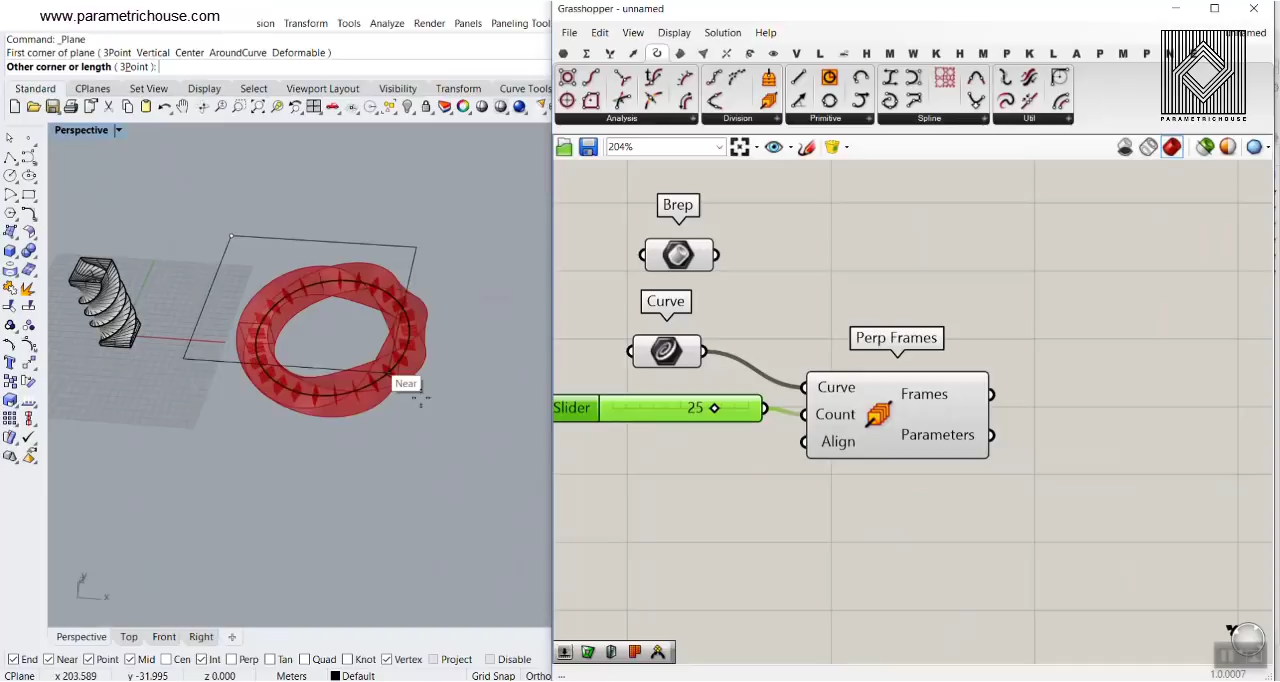 www.parametrichouse.com
sion Transform Tools Analyze Render Panels Paneling Tool
Command: _Plane
First corner of plane ( 3Point Vertical Center AroundCurve Deformable )
Other corner or length ( 3Point ):
Standard CPlanes Set View Display Select Viewport Layout Visibility Transform Curve Tools
Perspective
Near
y
x
Perspective Top Front Right
End Near Point Mid Cen Int Perp Tan Quad Knot Vertex Project Disable
CPlane x 203.589 y -31.995 z 0.000 Meters Default Grid Snap Ortho
Grasshopper - unnamed
File Edit View Display Solution Help
unnamed
V L H M W K H M P K L A P M P N
PARAMETRICHOUSE
Analysis Division Primitive Spline Util
204%
Brep
Curve
Perp Frames
Slider 25
Curve
Count
Align
Frames
Parameters
...
1.0.0007